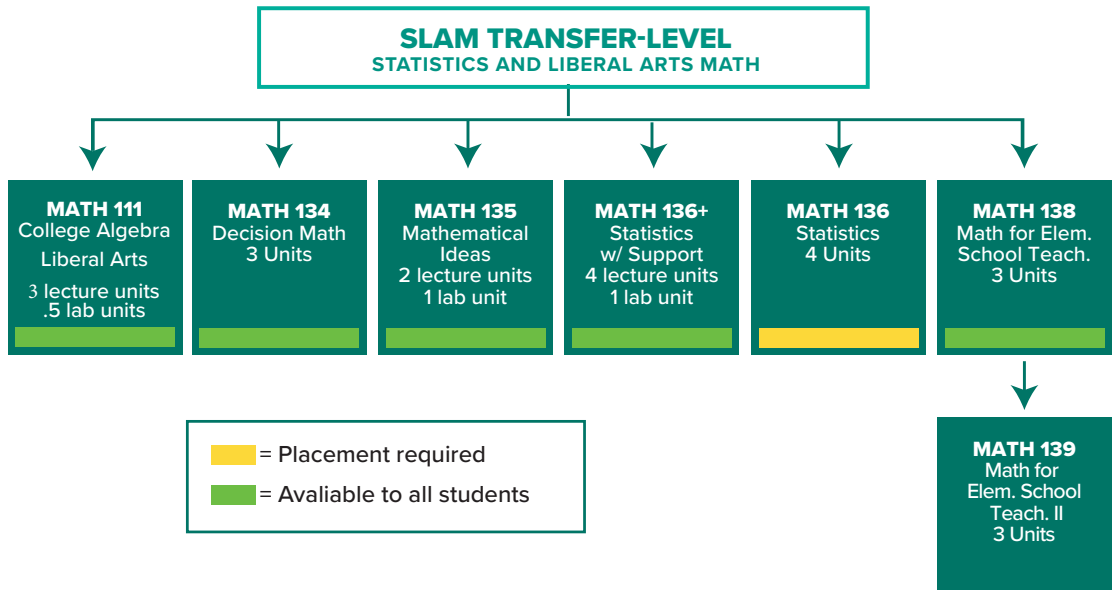 SLAM TRANSFER-LEVEL
STATISTICS AND LIBERAL ARTS MATH
MATH 111
College Algebra
Liberal Arts
3 lecture units
.5 lab units
MATH 134
Decision Math
3 Units
MATH 135
Mathematical
Ideas
2 lecture units
1 lab unit
MATH 136+
Statistics
w/ Support
4 lecture units
1 lab unit
MATH 136
Statistics
4 Units
MATH 138
Math for Elem.
School Teach.
3 Units
= Placement required
= Avaliable to all students
MATH 139
Math for
Elem. School
Teach. II
3 Units